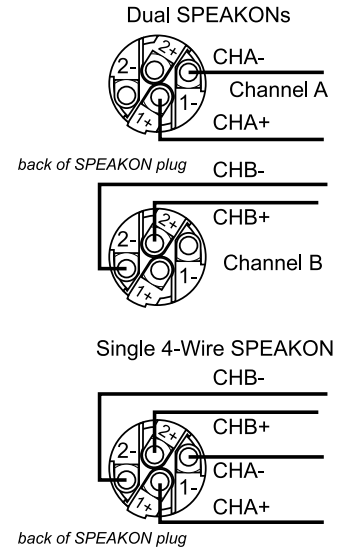 Dual SPEAKONs
2+
CHA-
2-
Channel A
1-
1+
CHA+
back of SPEAKON plug
CHB-
2+
CHB+
2-
Channel B
1-
1+
Single 4-Wire SPEAKON
CHB-
2+
CHB+
2-
CHA-
1-
1+
CHA+
back of SPEAKON plug